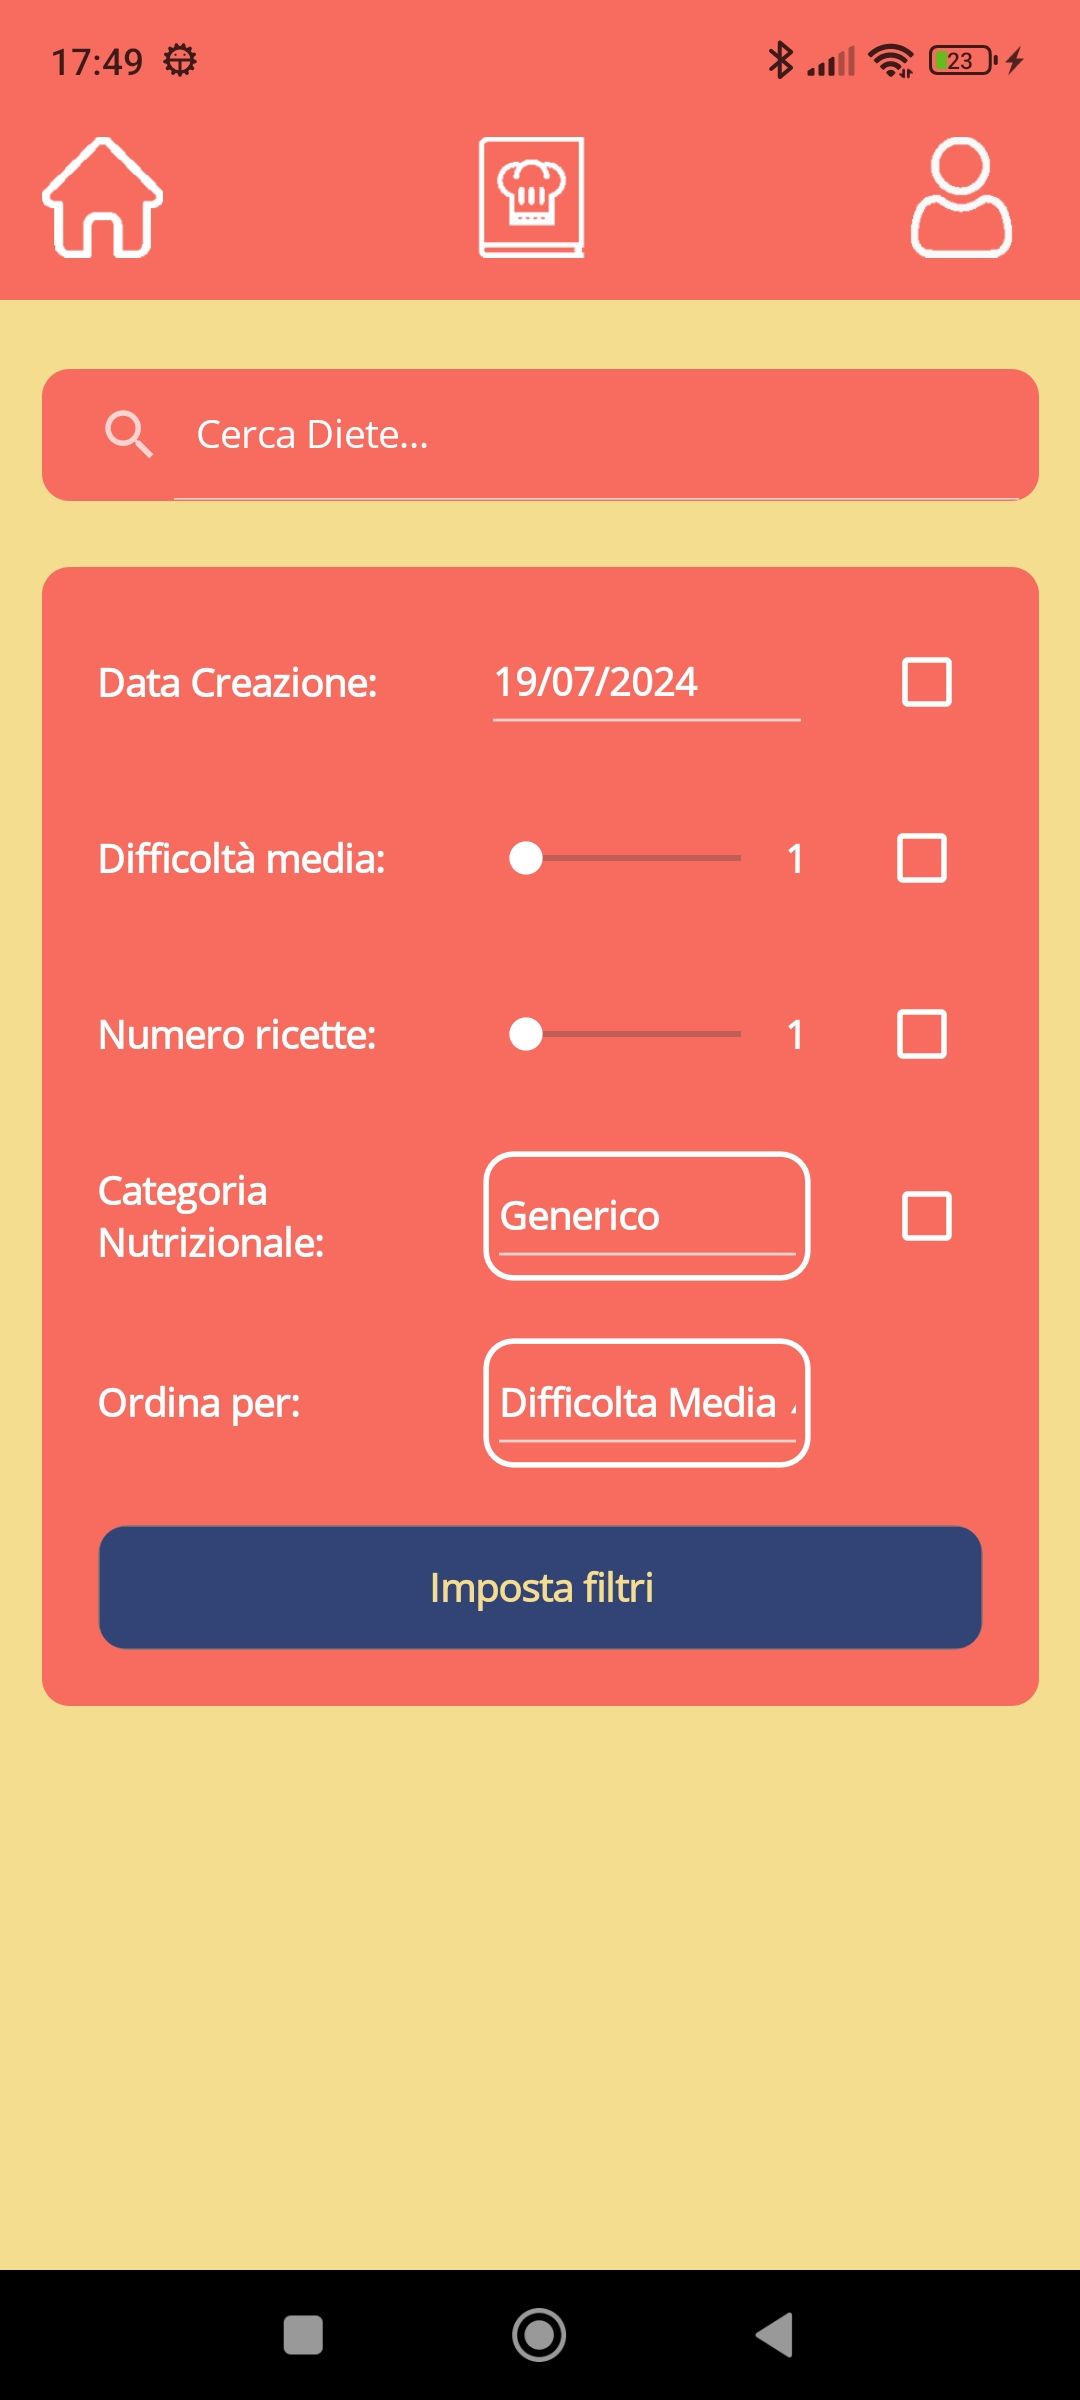 17:49
23
Cerca Diete...
Data Creazione:
19/07/2024
Difficoltà media:
1
Numero ricette:
1
Categoria
Nutrizionale:
Generico
Ordina per:
Difficolta Media
Imposta filtri